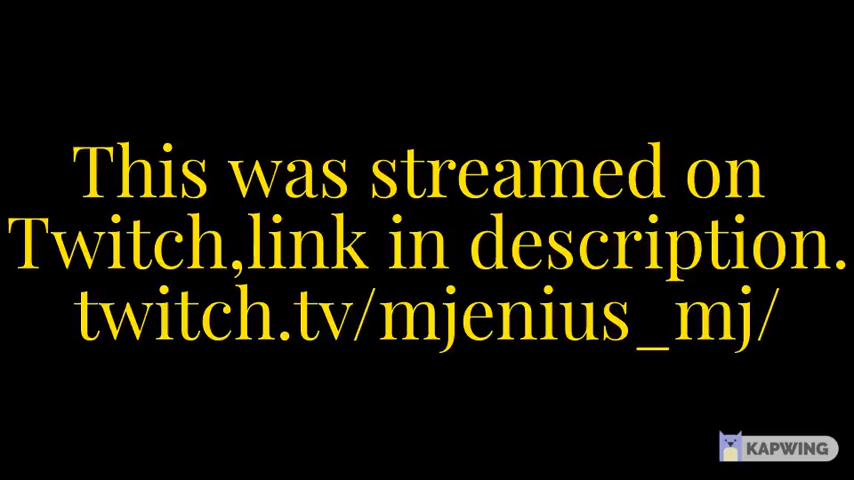 This was streamed on
Twitch,link in description.
twitch.tv/mjenius_mj/
KAPWING